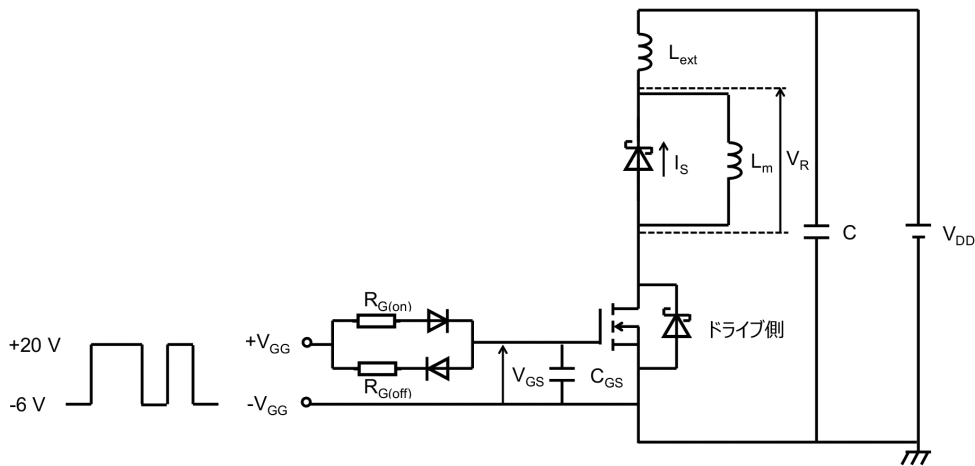 L_ext
I_S
L_m
V_R
C
V_DD
R_G(on)
ドライブ側
+20 V
+V_GG
V_GS
C_GS
R_G(off)
-6 V
-V_GG